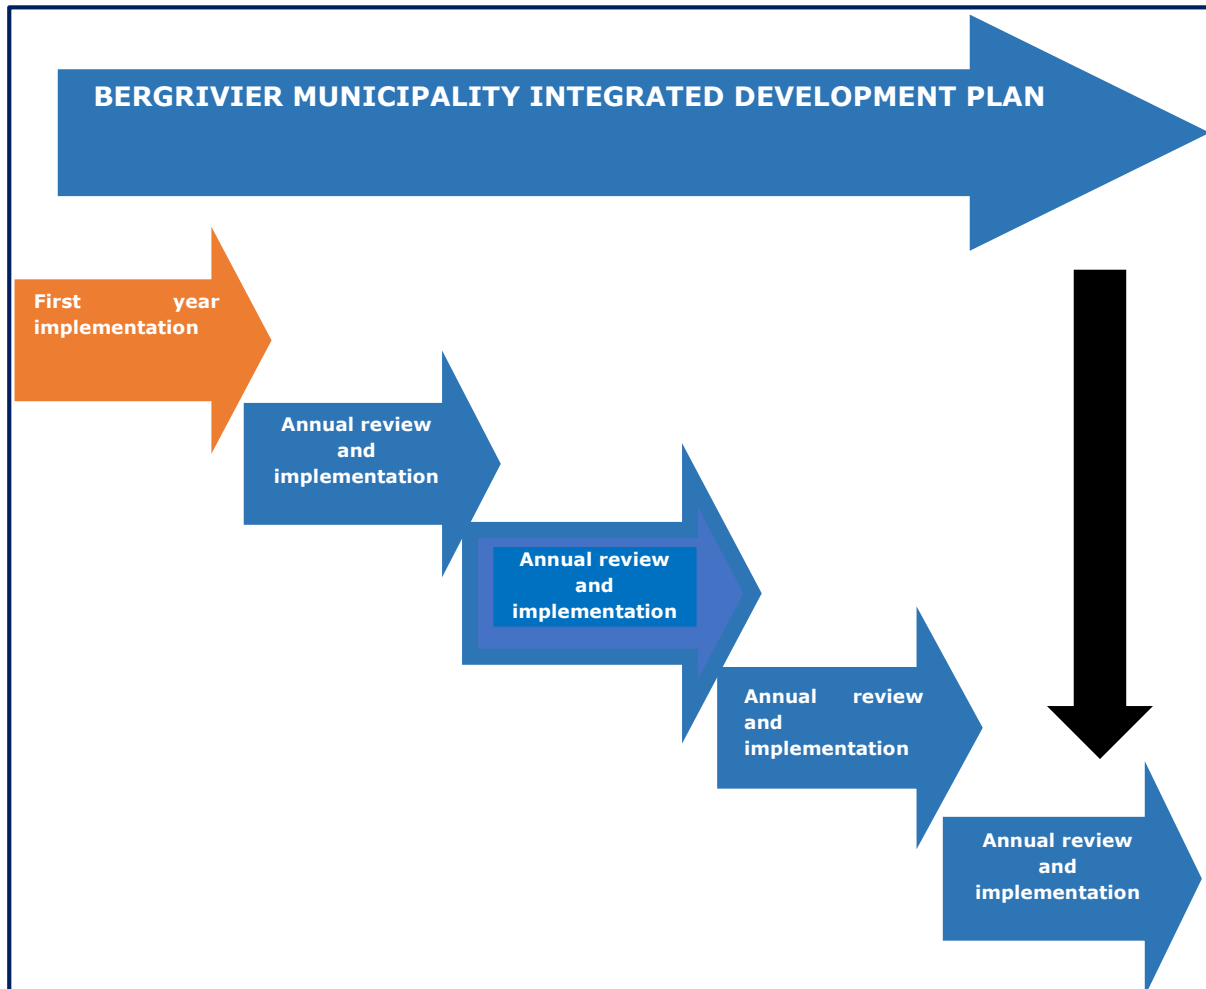 BERGRIVIER MUNICIPALITY INTEGRATED DEVELOPMENT PLAN
First year
implementation
Annual review
and
implementation
Annual review
and
implementation
Annual review
and
implementation
Annual review
and
implementation